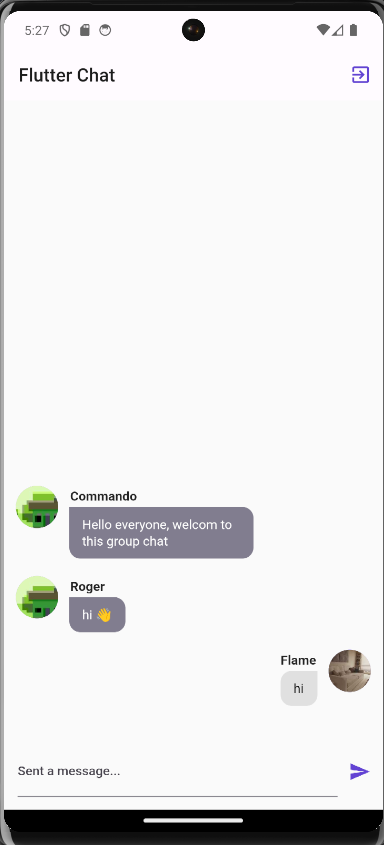 5:27
Flutter Chat
Commando
Hello everyone, welcom to
this group chat
Roger
hi 👋
Flame
hi
Sent a message...